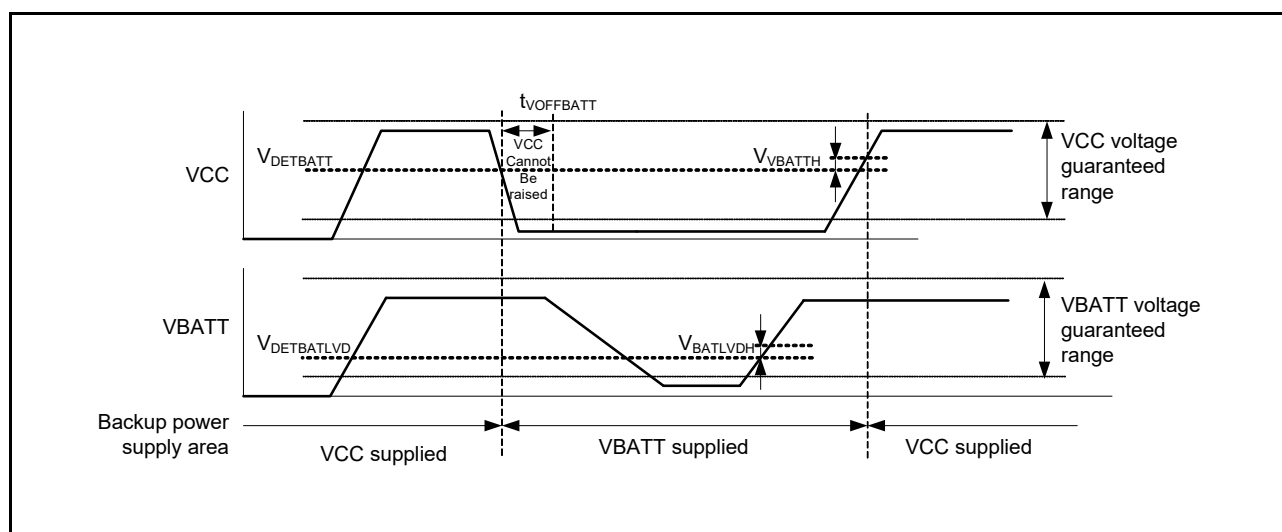 tVOFFBATT
VCC
Cannot
Be
raised
VDETBATT
VCC
VVBATTH
VCC voltage
guaranteed
range
VBATT
VDETBATLVD
VBATLVDH
VBATT voltage
guaranteed
range
Backup power
supply area
VCC supplied
VBATT supplied
VCC supplied